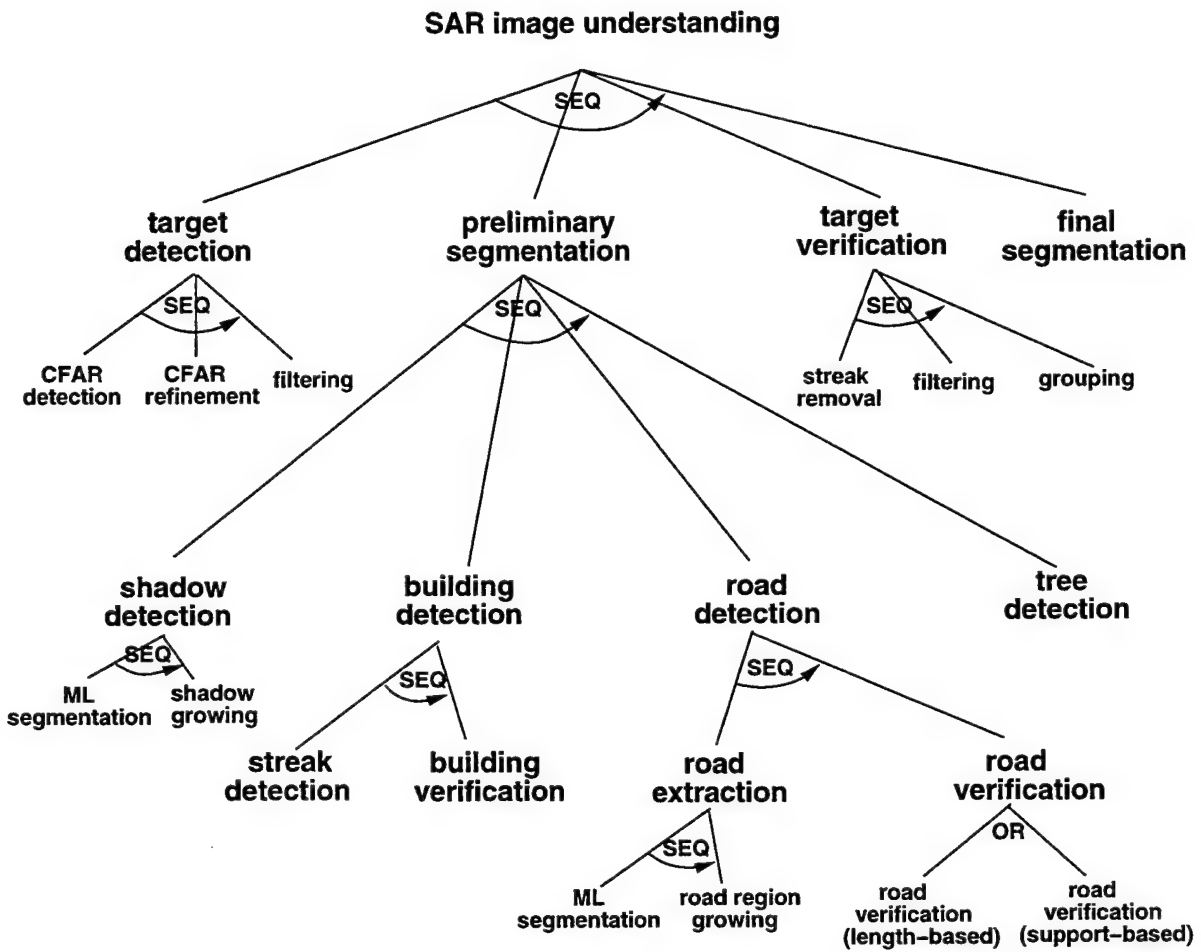 SAR image understanding
SEQ
target
detection
preliminary
segmentation
target
verification
final
segmentation
SEQ
SEQ
SEQ
CFAR
detection
CFAR
refinement
filtering
streak
removal
filtering
grouping
shadow
detection
building
detection
road
detection
tree
detection
SEQ
SEQ
SEQ
ML
segmentation
shadow
growing
streak
detection
building
verification
road
extraction
road
verification
SEQ
OR
ML
segmentation
road region
growing
road
verification
(length-based)
road
verification
(support-based)